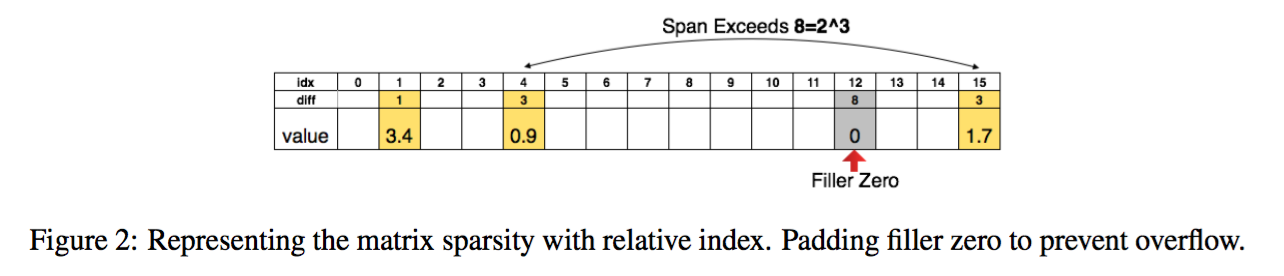 Span Exceeds 8=2^3
idx 0 1 2 3 4 5 6 7 8 9 10 11 12 13 14 15
diff 1 3 8 3
value 3.4 0.9 0 1.7
Filler Zero
Figure 2: Representing the matrix sparsity with relative index. Padding filler zero to prevent overflow.